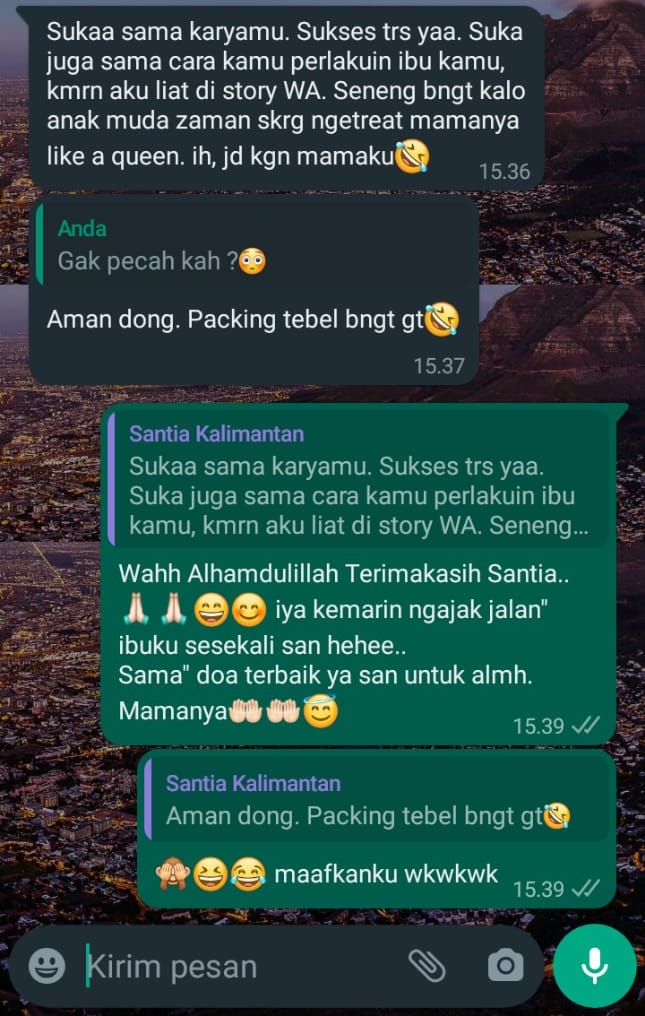 Sukaa sama karyamu. Sukses trs yaa. Suka
juga sama cara kamu perlakuin ibu kamu,
kmrn aku liat di story WA. Seneng bngt kalo
anak muda zaman skrg ngetreat mamanya
like a queen. ih, jd kgn mamaku🤣
15.36
Anda
Gak pecah kah ?😳
Aman dong. Packing tebel bngt gt🤣
15.37
Santia Kalimantan
Sukaa sama karyamu. Sukses trs yaa.
Suka juga sama cara kamu perlakuin ibu
kamu, kmrn aku liat di story WA. Seneng...
Wahh Alhamdulillah Terimakasih Santia..
🙏🏻🙏🏻😄😊 iya kemarin ngajak jalan"
ibuku sesekali san hehee..
Sama" doa terbaik ya san untuk almh.
Mamanya🤲🏻🤲🏻😇
15.39
Santia Kalimantan
Aman dong. Packing tebel bngt gt🤣
🙈😆😂 maafkanku wkwkwk
15.39
Kirim pesan